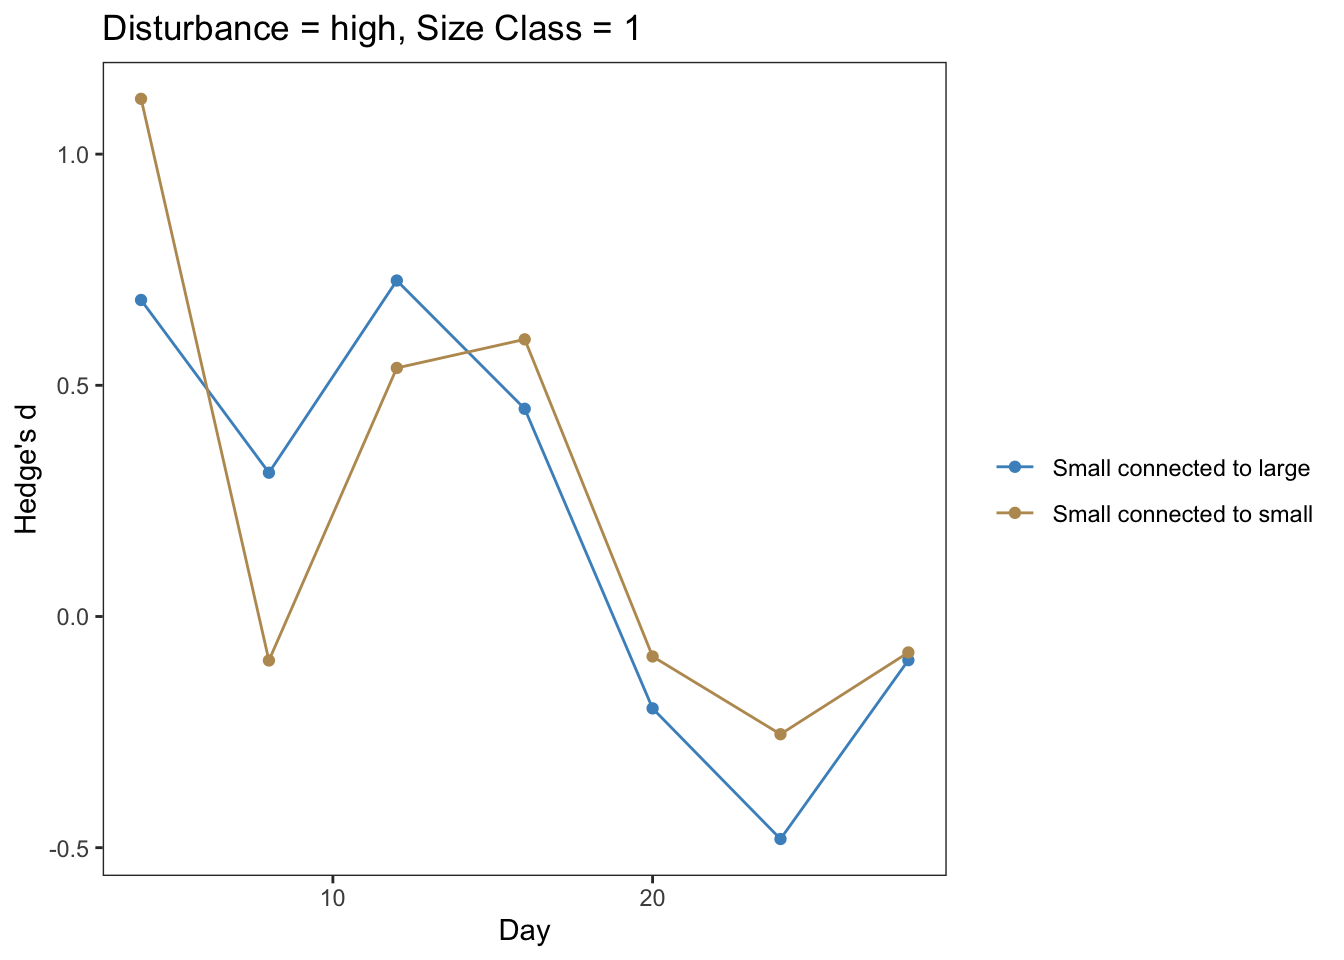 Disturbance = high, Size Class = 1
1.0
0.5
0.0
-0.5
Hedge's d
10
20
Day
Small connected to large
Small connected to small